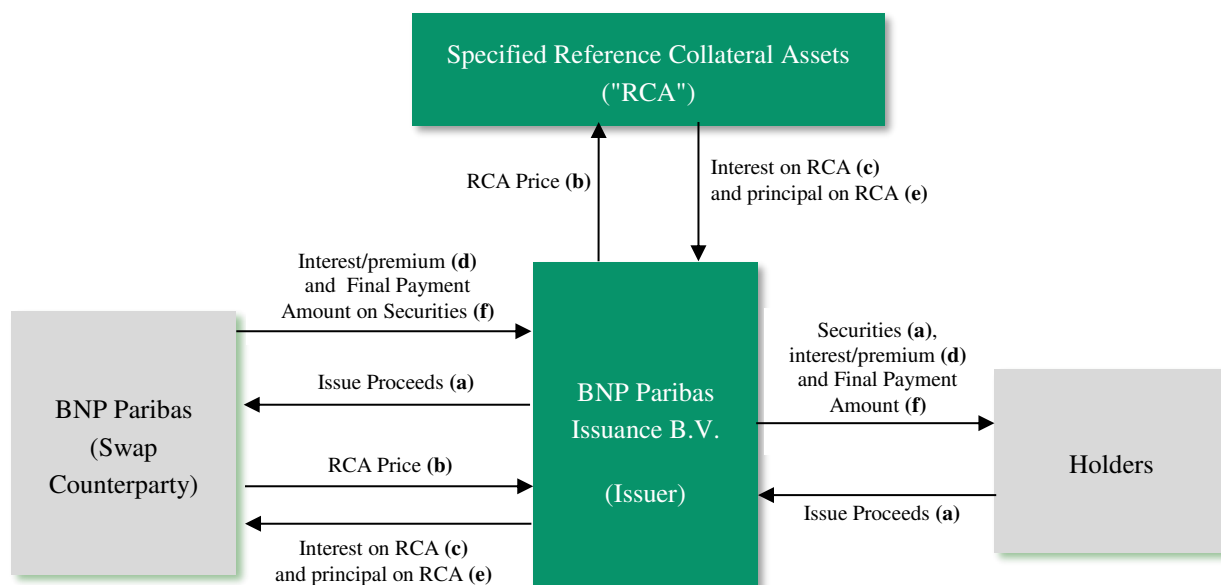 Specified Reference Collateral Assets
("RCA")
RCA Price (b)
Interest on RCA (c)
and principal on RCA (e)
Interest/premium (d)
and Final Payment
Amount on Securities (f)
Issue Proceeds (a)
RCA Price (b)
Interest on RCA (c)
and principal on RCA (e)
BNP Paribas
(Swap
Counterparty)
BNP Paribas
Issuance B.V.
(Issuer)
Securities (a),
interest/premium (d)
and Final Payment
Amount (f)
Issue Proceeds (a)
Holders